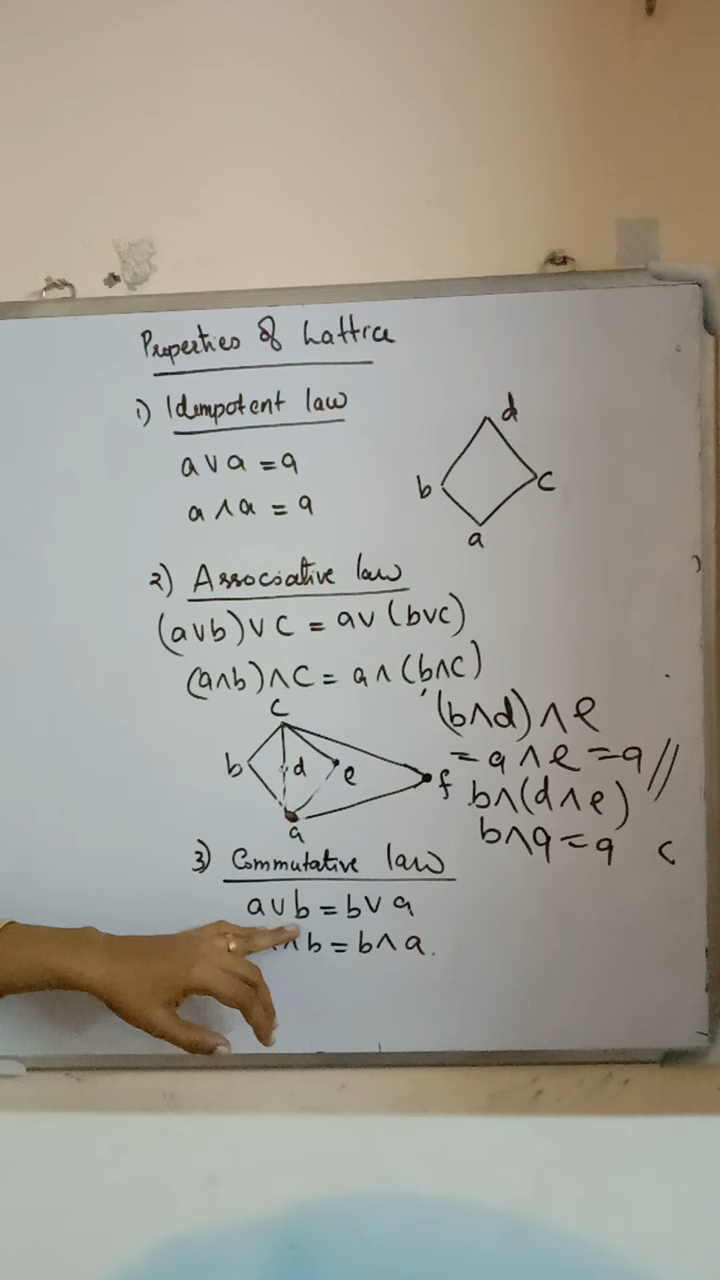 Properties of Lattice
1) Idempotent law
a ∨ a = a
a ∧ a = a
d
b
c
a
2) Associative law
(a∨b)∨C = a∨(b∨c)
(a∧b)∧C = a∧(b∧C)
c
b
d
e
f
a
(b∧d)∧e
= a∧e = a //
b∧(d∧e)
b∧a = a
3) Commutative law
a∨b = b∨a
∧b = b∧a.